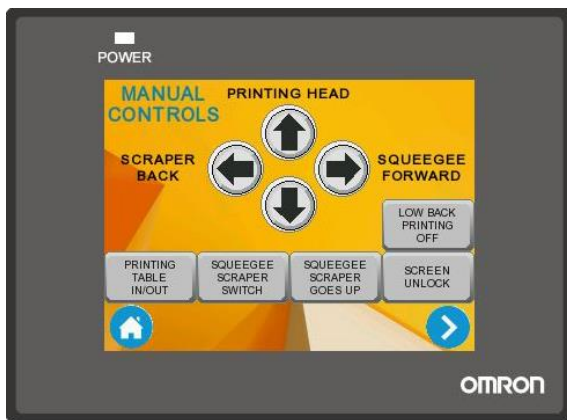 POWER
MANUAL
CONTROLS
PRINTING HEAD
SCRAPER
BACK
SQUEEGEE
FORWARD
LOW BACK
PRINTING
OFF
PRINTING
TABLE
IN/OUT
SQUEEGEE
SCRAPER
SWITCH
SQUEEGEE
SCRAPER
GOES UP
SCREEN
UNLOCK
OMRON